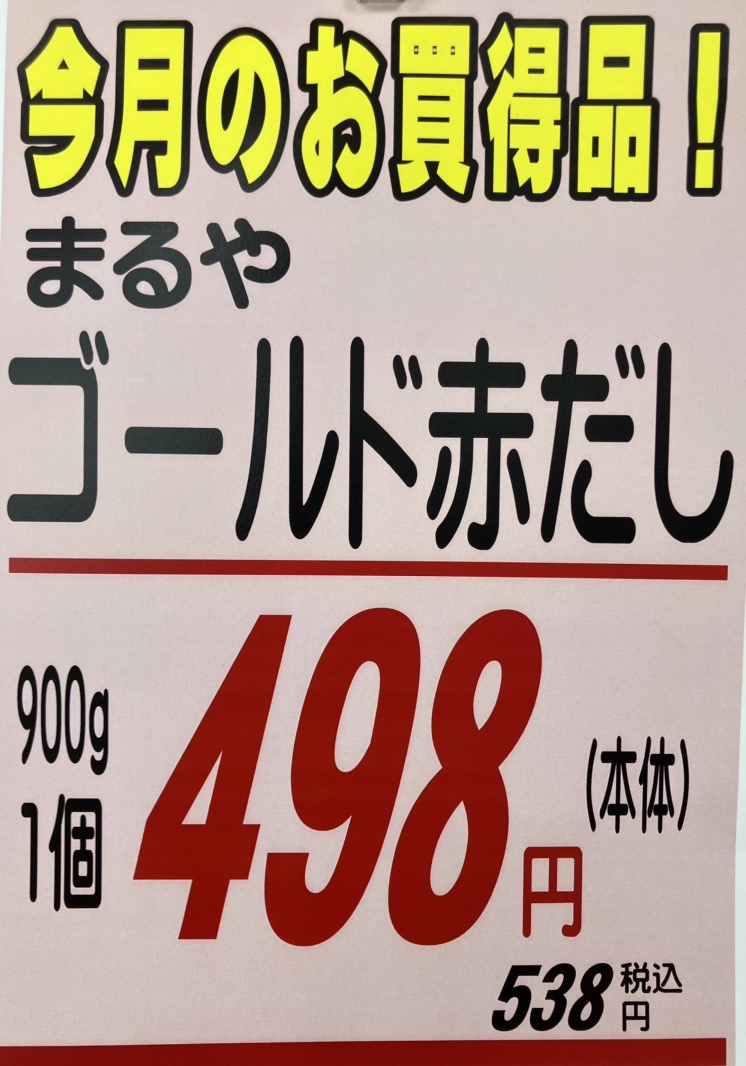 今月のお買得品！
まるや
ゴールド赤だし
900g
1個
498円
(本体)
538円
税込